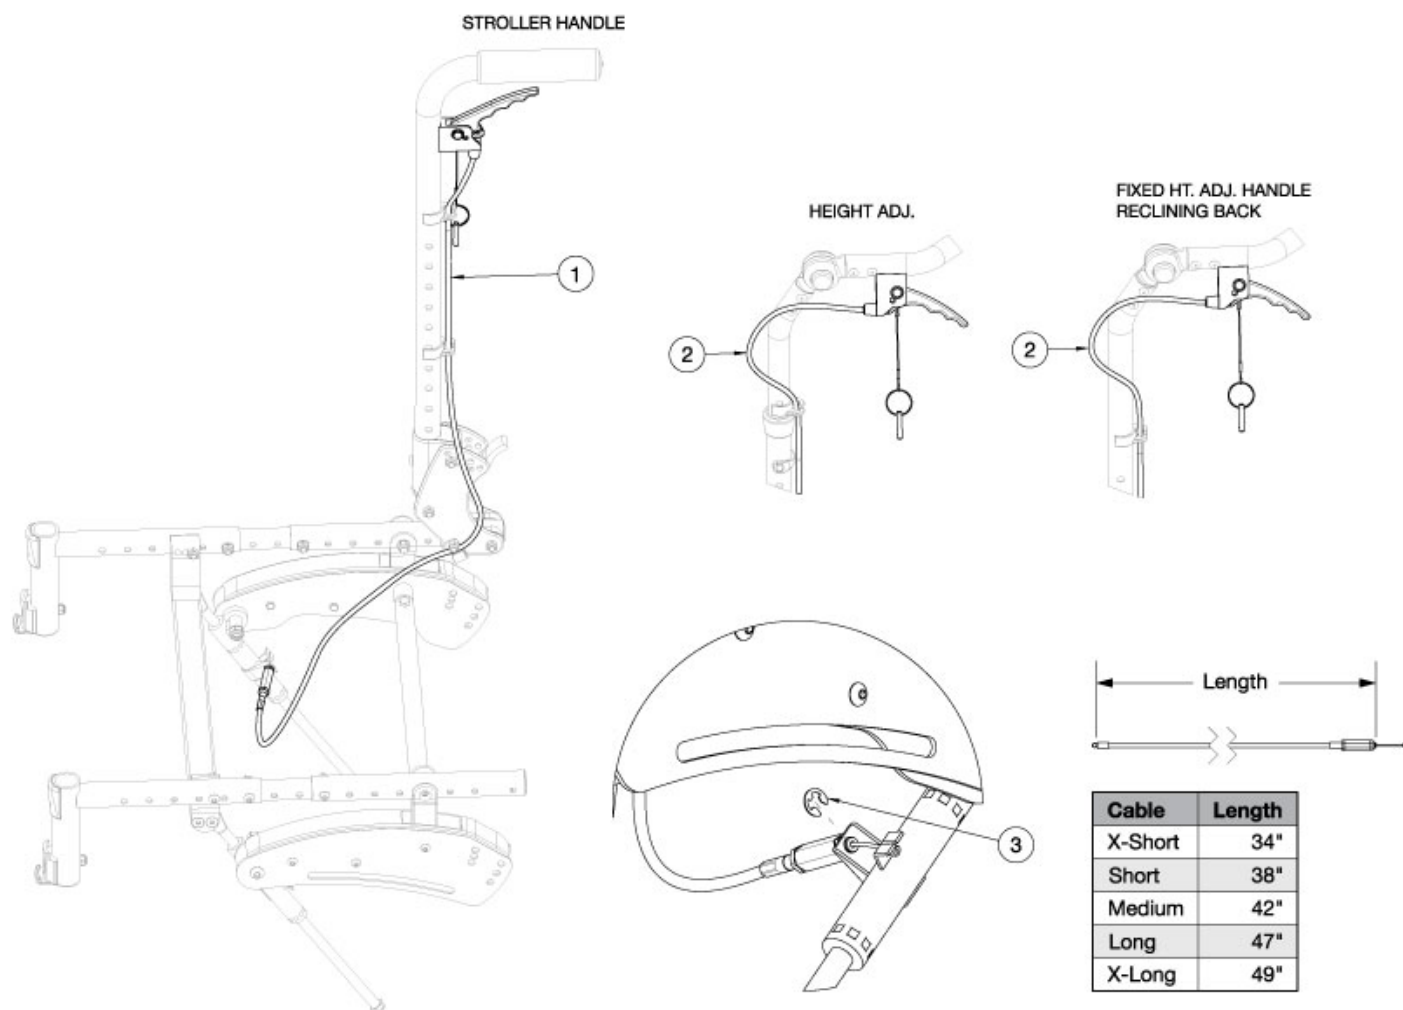 STROLLER HANDLE
1
HEIGHT ADJ.
2
FIXED HT. ADJ. HANDLE
RECLINING BACK
2
3
Length
Cable Length
X-Short 34"
Short 38"
Medium 42"
Long 47"
X-Long 49"